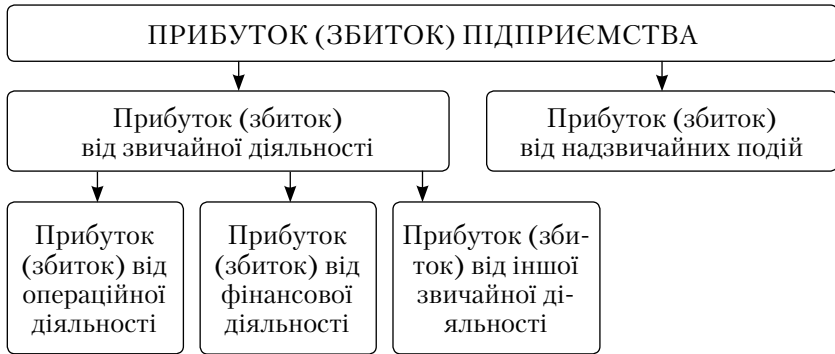 ПРИБУТОК (ЗБИТОК) ПІДПРИЄМСТВА
Прибуток (збиток)
від звичайної діяльності
Прибуток (збиток)
від надзвичайних подій
Прибуток
(збиток) від
операційної
діяльності
Прибуток
(збиток) від
фінансової
діяльності
Прибуток (зби-
ток) від іншої
звичайної ді-
яльності